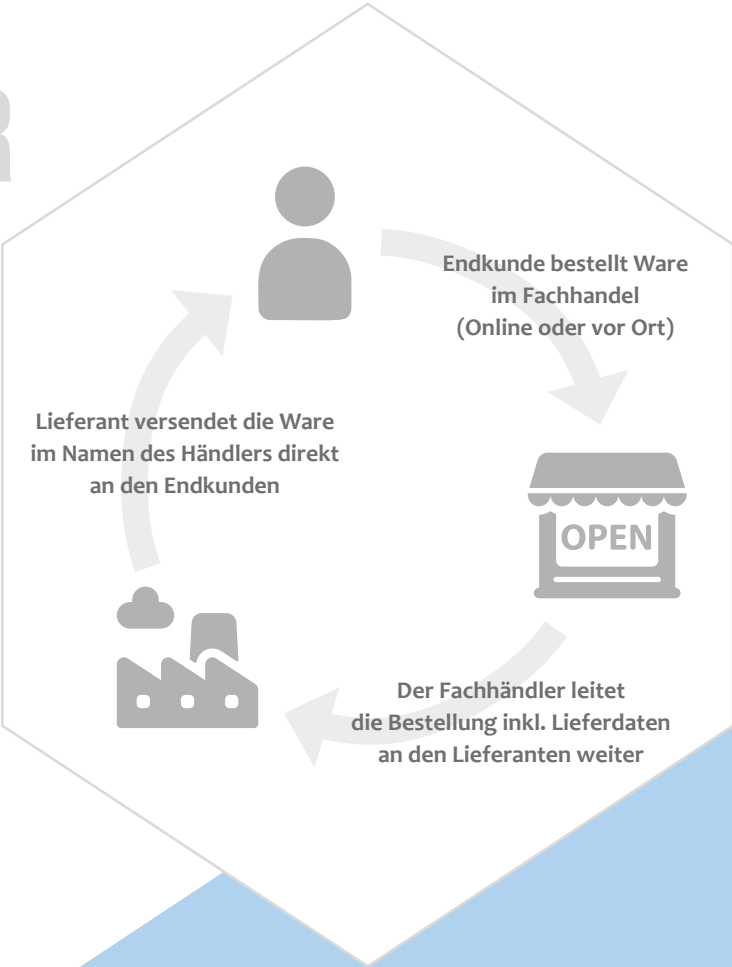 R
Endkunde bestellt Ware
im Fachhandel
(Online oder vor Ort)
Lieferant versendet die Ware
im Namen des Händlers direkt
an den Endkunden
OPEN
Der Fachhändler leitet
die Bestellung inkl. Lieferdaten
an den Lieferanten weiter